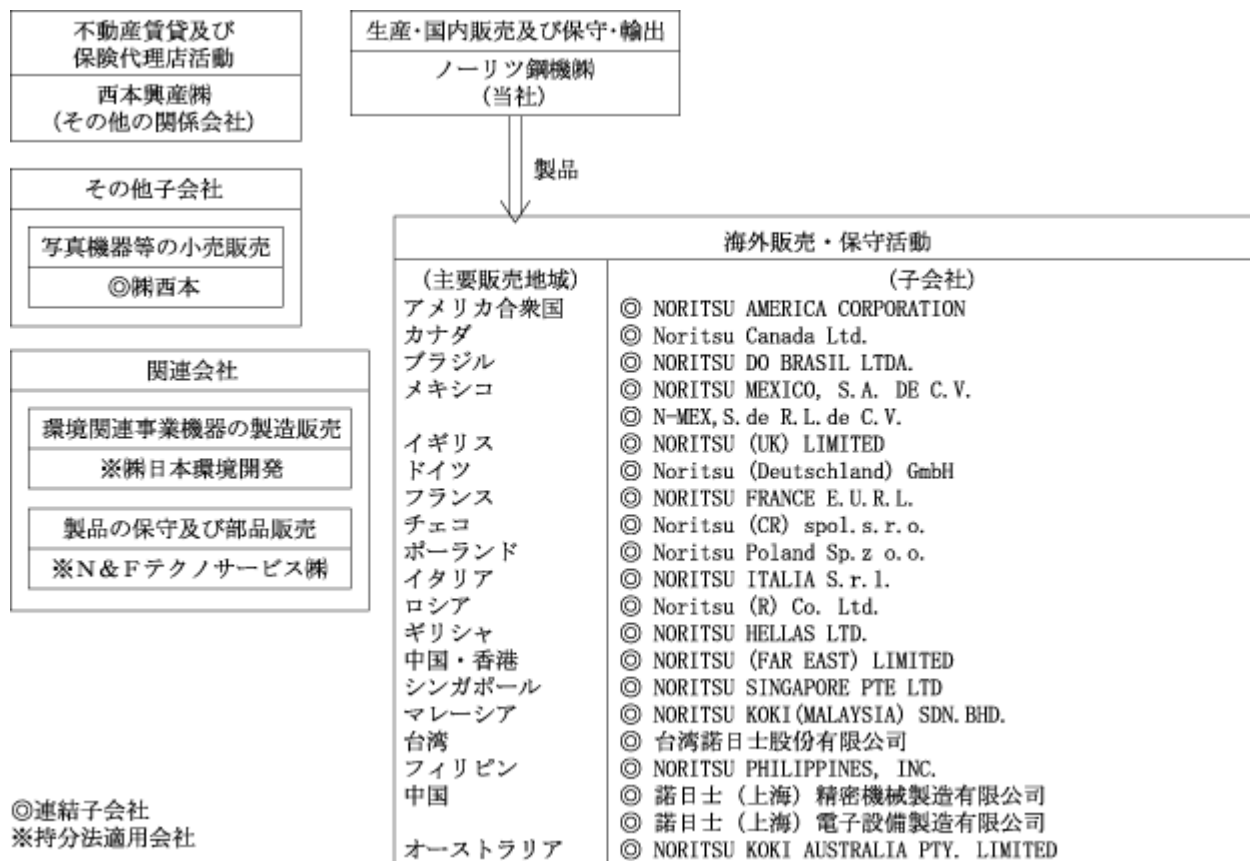 不動産賃貸及び
保険代理店活動
西本興産㈱
(その他の関係会社)
生産・国内販売及び保守・輸出
ノーリツ鋼機㈱
(当社)
製品
その他子会社
写真機器等の小売販売
◎㈱西本
関連会社
環境関連事業機器の製造販売
※㈱日本環境開発
製品の保守及び部品販売
※N&Fテクノサービス㈱
海外販売・保守活動
(主要販売地域) (子会社)
アメリカ合衆国 ◎ NORITSU AMERICA CORPORATION
カナダ ◎ Noritsu Canada Ltd.
ブラジル ◎ NORITSU DO BRASIL LTDA.
メキシコ ◎ NORITSU MEXICO, S.A. DE C.V.
◎ N-MEX,S.de R.L.de C.V.
イギリス ◎ NORITSU (UK) LIMITED
ドイツ ◎ Noritsu (Deutschland) GmbH
フランス ◎ NORITSU FRANCE E.U.R.L.
チェコ ◎ Noritsu (CR) spol.s.r.o.
ポーランド ◎ Noritsu Poland Sp.z o.o.
イタリア ◎ NORITSU ITALIA S.r.l.
ロシア ◎ Noritsu (R) Co. Ltd.
ギリシャ ◎ NORITSU HELLAS LTD.
中国・香港 ◎ NORITSU (FAR EAST) LIMITED
シンガポール ◎ NORITSU SINGAPORE PTE LTD
マレーシア ◎ NORITSU KOKI(MALAYSIA) SDN.BHD.
台湾 ◎ 台湾諾日士股份有限公司
フィリピン ◎ NORITSU PHILIPPINES, INC.
中国 ◎ 諾日士（上海）精密機械製造有限公司
◎ 諾日士（上海）電子設備製造有限公司
オーストラリア ◎ NORITSU KOKI AUSTRALIA PTY. LIMITED
◎連結子会社
※持分法適用会社